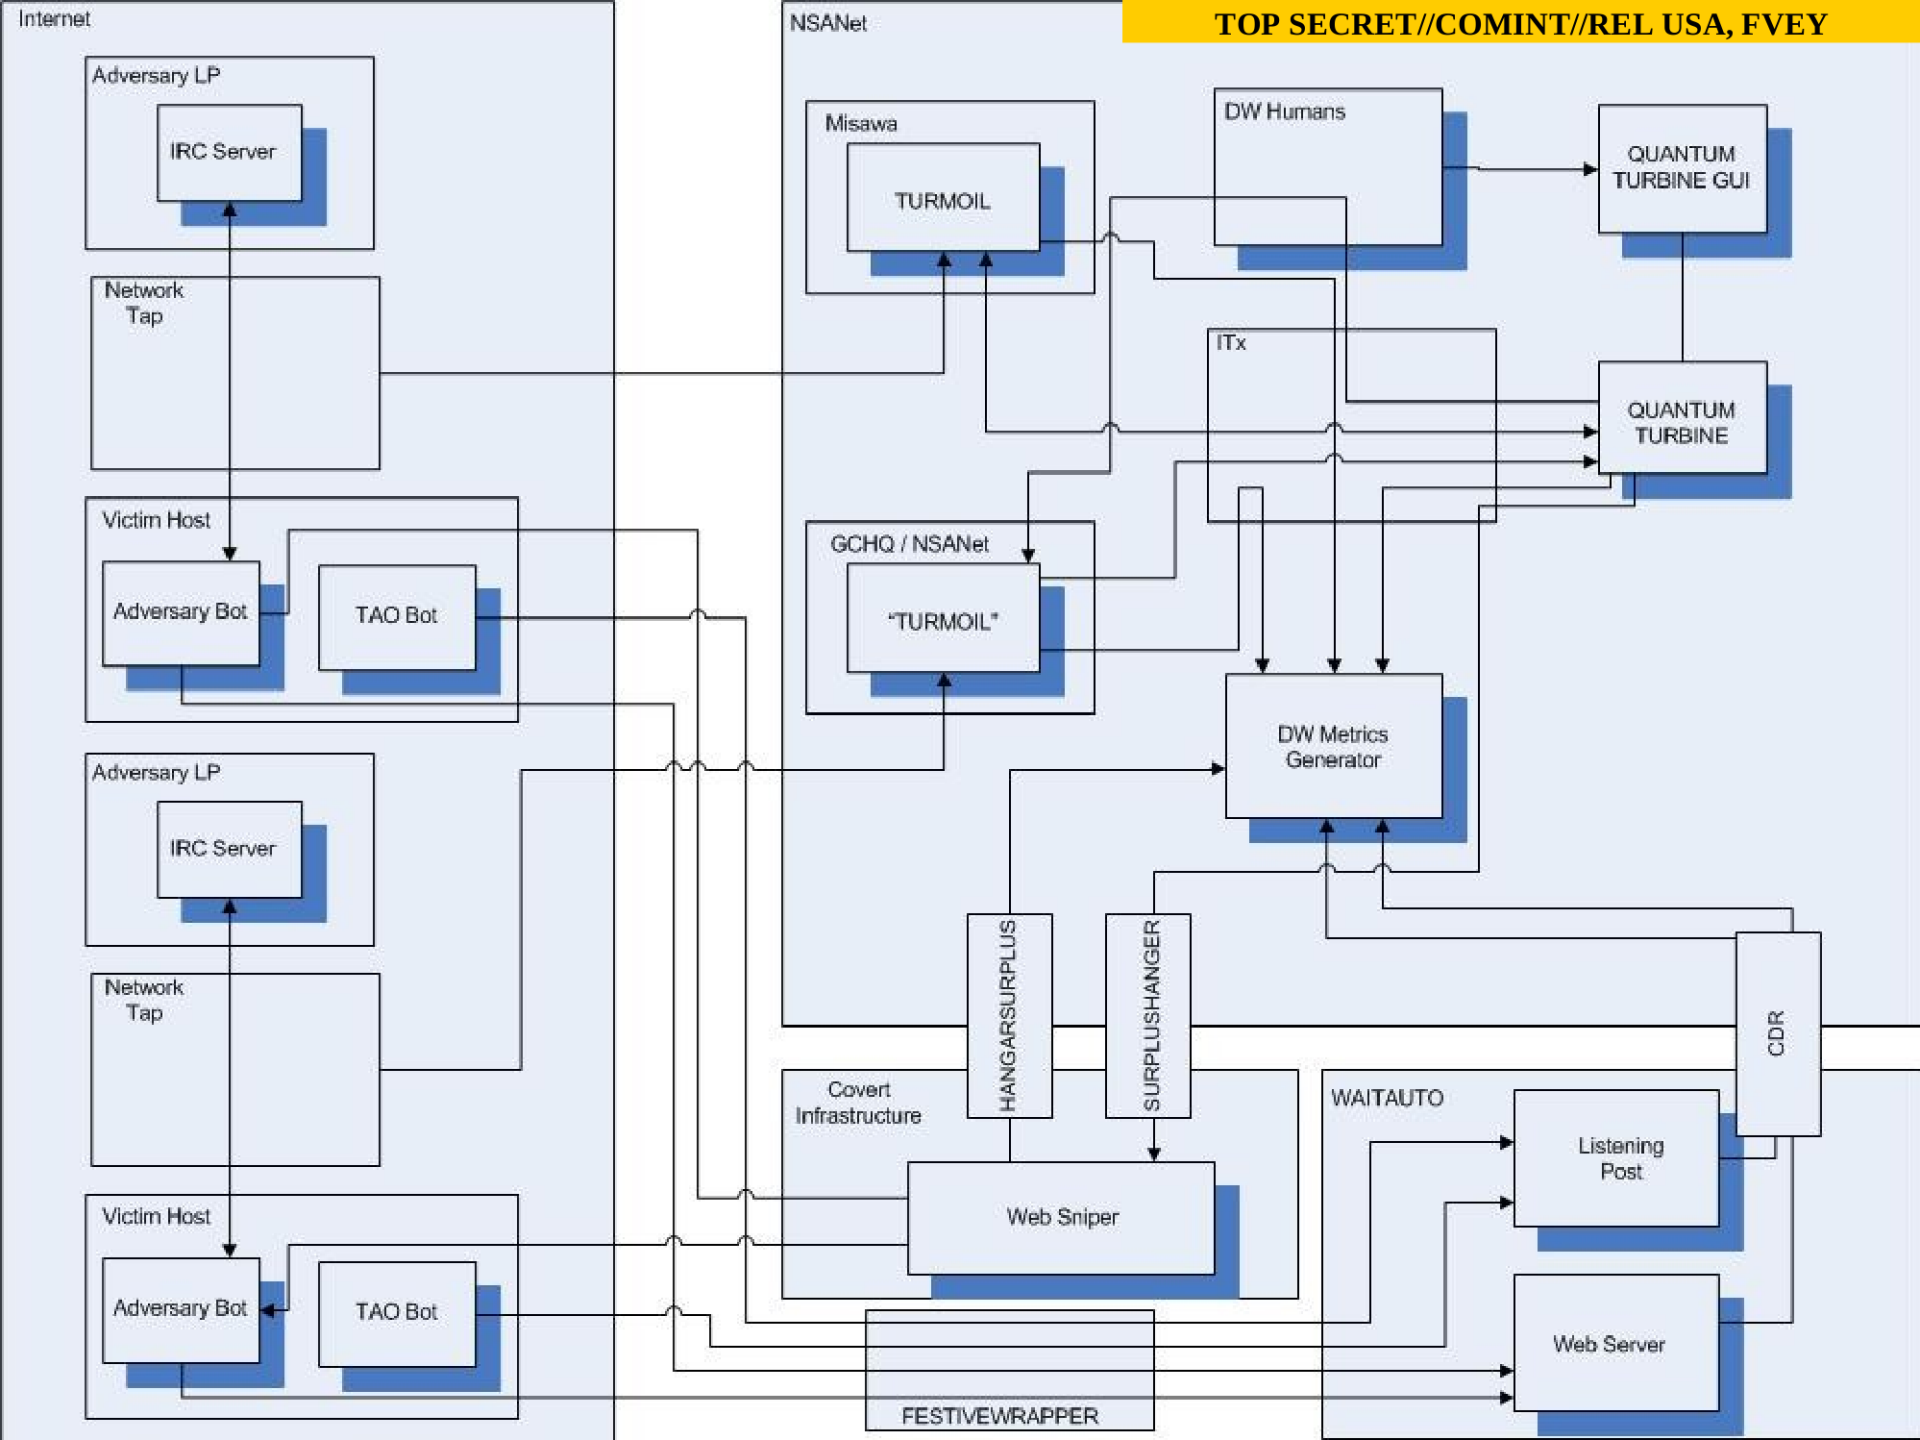 Internet
NSANet
TOP SECRET//COMINT//REL USA, FVEY
Adversary LP
IRC Server
Network
Tap
Victim Host
Adversary Bot
TAO Bot
Adversary LP
IRC Server
Network
Tap
Victim Host
Adversary Bot
TAO Bot
Misawa
TURMOIL
DW Humans
QUANTUM
TURBINE GUI
ITx
QUANTUM
TURBINE
GCHQ / NSANet
“TURMOIL”
DW Metrics
Generator
HANGARSURPLUS
SURPLUSHANGER
CDR
Covert
Infrastructure
Web Sniper
WAITAUTO
Listening
Post
Web Server
FESTIVEWRAPPER